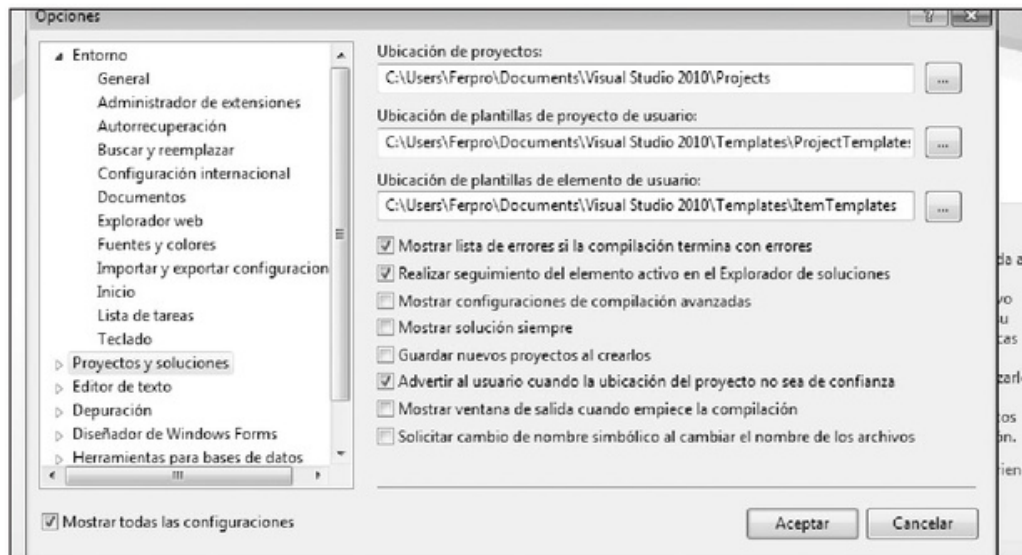 Opciones
Entorno
General
Administrador de extensiones
Autorrecuperación
Buscar y reemplazar
Configuración internacional
Documentos
Explorador web
Fuentes y colores
Importar y exportar configuracion
Inicio
Lista de tareas
Teclado
Proyectos y soluciones
Editor de texto
Depuración
Diseñador de Windows Forms
Herramientas para bases de datos
Mostrar todas las configuraciones
Ubicación de proyectos:
C:\Users\Ferpro\Documents\Visual Studio 2010\Projects
...
Ubicación de plantillas de proyecto de usuario:
C:\Users\Ferpro\Documents\Visual Studio 2010\Templates\ProjectTemplates
...
Ubicación de plantillas de elemento de usuario:
C:\Users\Ferpro\Documents\Visual Studio 2010\Templates\ItemTemplates
...
Mostrar lista de errores si la compilación termina con errores
Realizar seguimiento del elemento activo en el Explorador de soluciones
Mostrar configuraciones de compilación avanzadas
Mostrar solución siempre
Guardar nuevos proyectos al crearlos
Advertir al usuario cuando la ubicación del proyecto no sea de confianza
Mostrar ventana de salida cuando empiece la compilación
Solicitar cambio de nombre simbólico al cambiar el nombre de los archivos
Aceptar
Cancelar